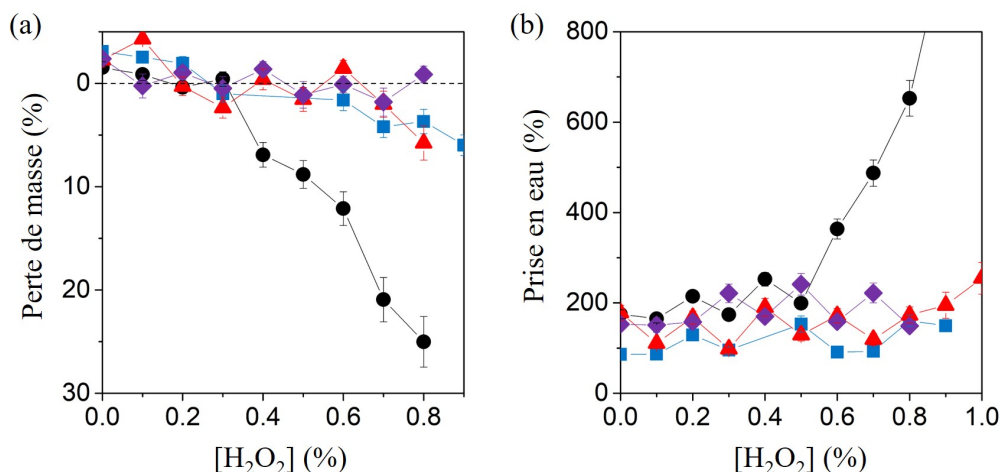 (a)
Perte de masse (%)
0
10
20
30
0.0 0.2 0.4 0.6 0.8
[H₂O₂] (%)
(b)
Prise en eau (%)
800
600
400
200
0
0.0 0.2 0.4 0.6 0.8 1.0
[H₂O₂] (%)